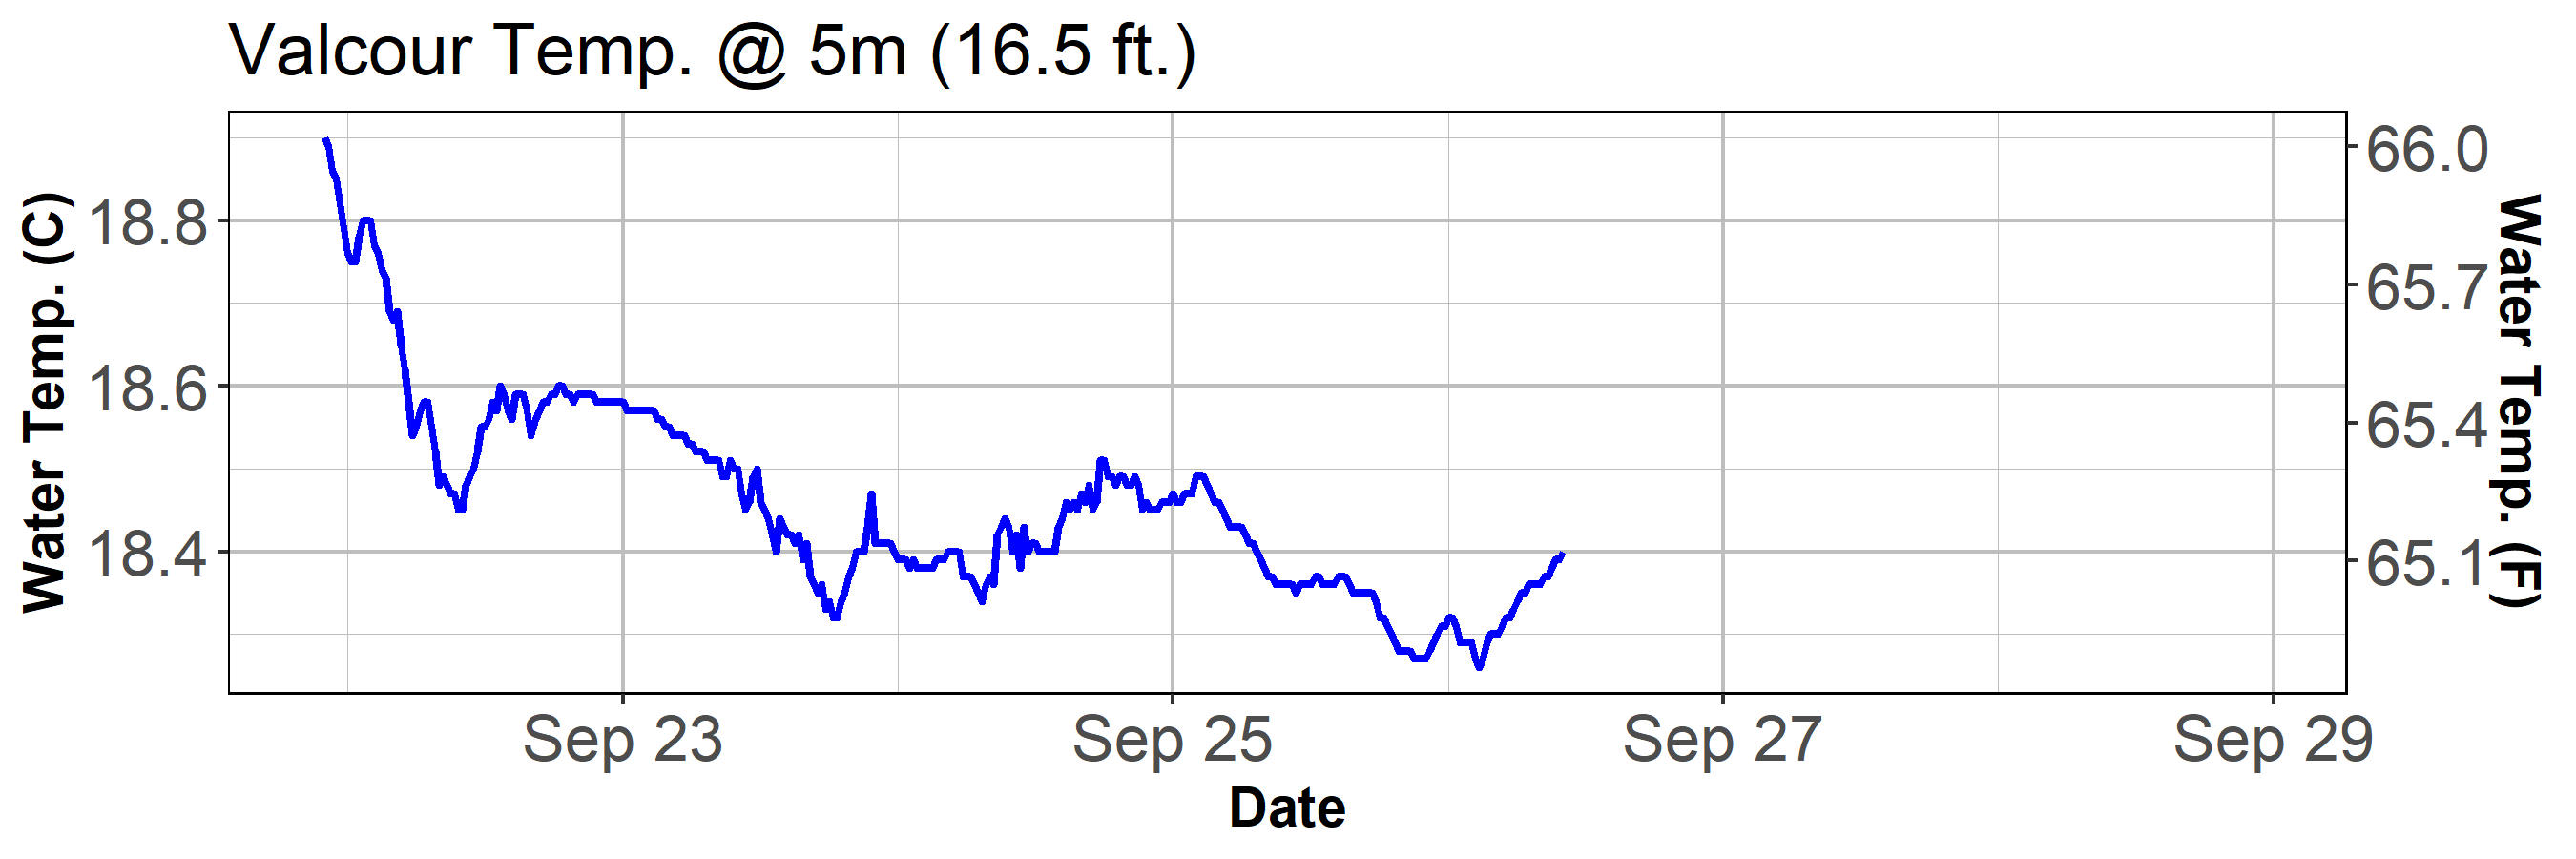 Valcour Temp. @ 5m (16.5 ft.)
Water Temp. (C)
18.8
18.6
18.4
66.0
65.7
65.4
65.1
Water Temp. (F)
Sep 23 Sep 25 Sep 27 Sep 29
Date